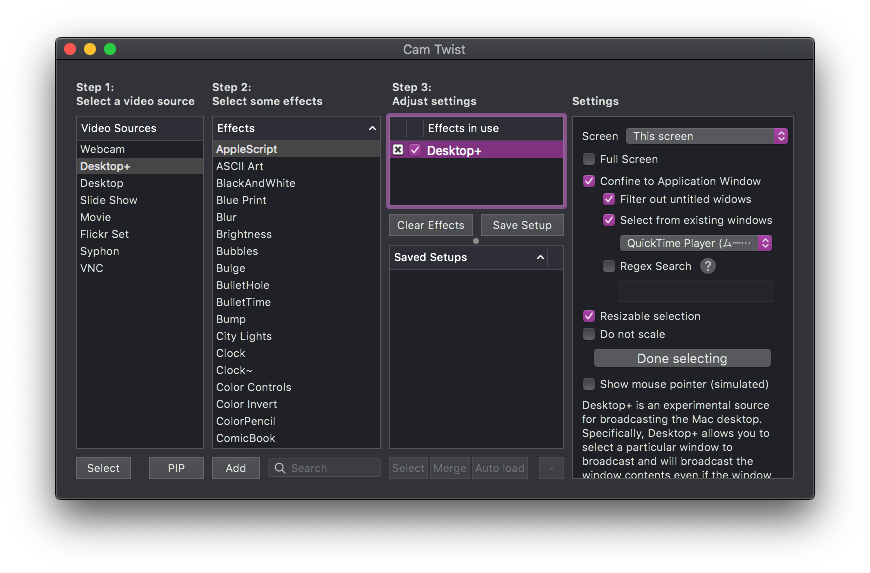 Cam Twist
Step 1:
Select a video source
Video Sources
Webcam
Desktop+
Desktop
Slide Show
Movie
Flickr Set
Syphon
VNC
Select
PIP
Step 2:
Select some effects
Effects
AppleScript
ASCII Art
BlackAndWhite
Blue Print
Blur
Brightness
Bubbles
Bulge
BulletHole
BulletTime
Bump
City Lights
Clock
Clock~
Color Controls
Color Invert
ColorPencil
ComicBook
Add
Search
Step 3:
Adjust settings
Effects in use
Desktop+
Clear Effects
Save Setup
Saved Setups
Select
Merge
Auto load
-
Settings
Screen
This screen
Full Screen
Confine to Application Window
Filter out untitled widows
Select from existing windows
QuickTime Player (ムー…
Regex Search ?
Resizable selection
Do not scale
Done selecting
Show mouse pointer (simulated)
Desktop+ is an experimental source
for broadcasting the Mac desktop.
Specifically, Desktop+ allows you to
select a particular window to
broadcast and will broadcast the
window contents even if the window